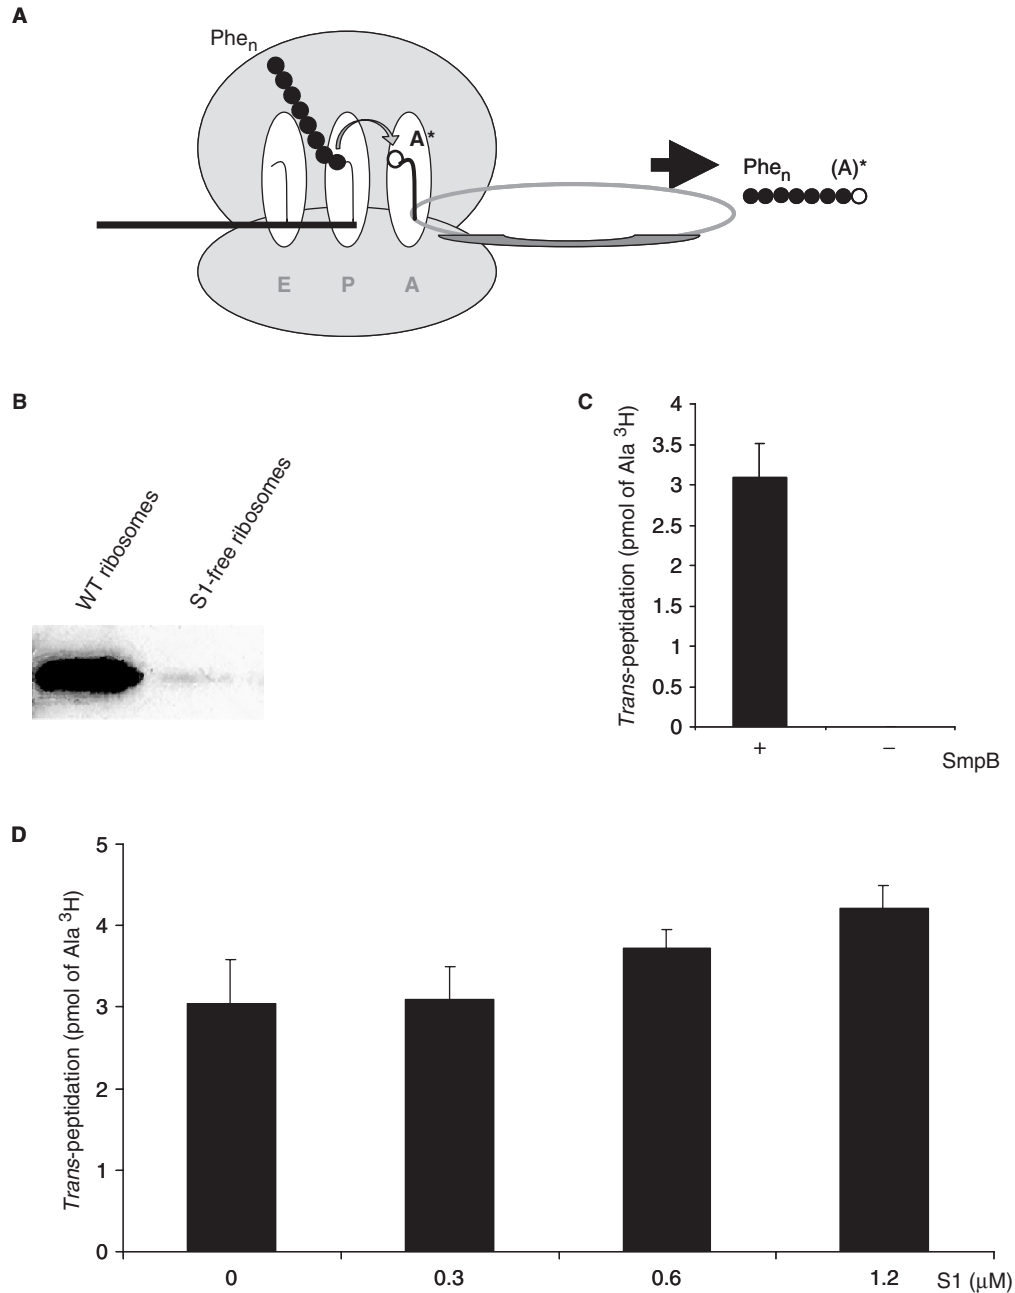 A
Phen
A*
Phen (A)*
E P A
B
WT ribosomes
S1-free ribosomes
C
Trans-peptidation (pmol of Ala ³H)
4
3.5
3
2.5
2
1.5
1
0.5
0
+ −
SmpB
D
Trans-peptidation (pmol of Ala ³H)
5
4
3
2
1
0
0 0.3 0.6 1.2 S1 (μM)